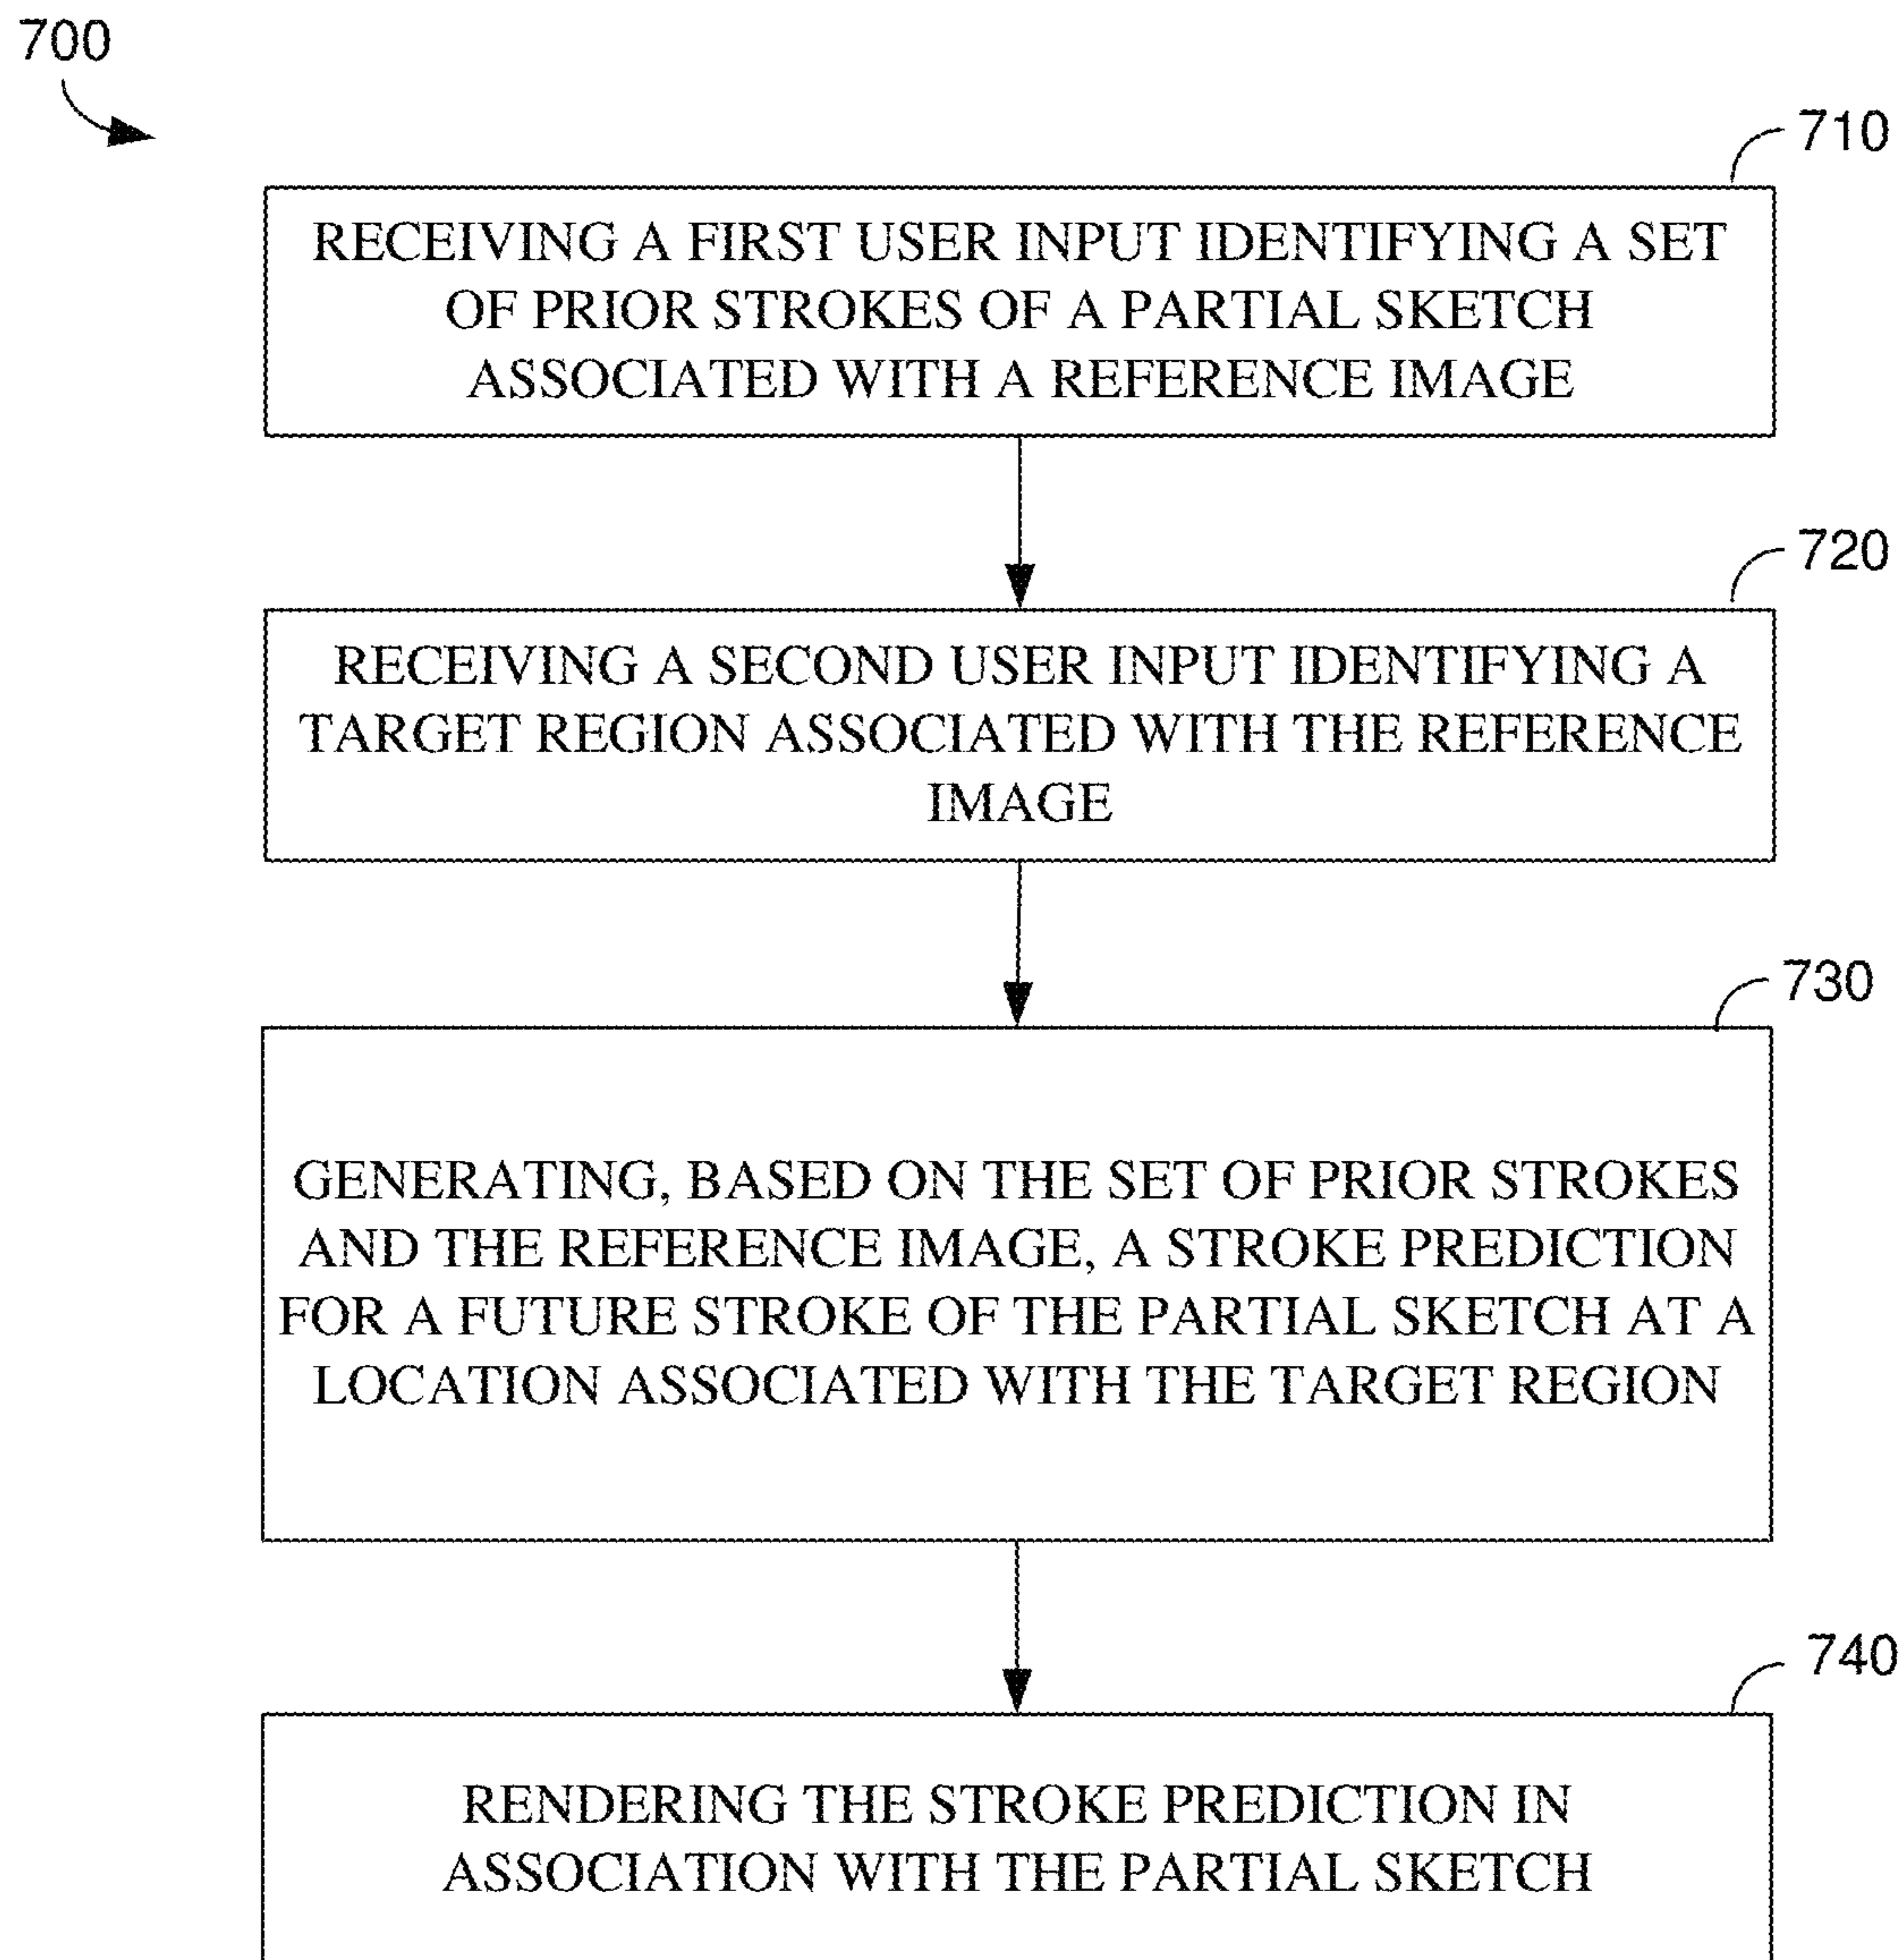 700
710
RECEIVING A FIRST USER INPUT IDENTIFYING A SET
OF PRIOR STROKES OF A PARTIAL SKETCH
ASSOCIATED WITH A REFERENCE IMAGE
720
RECEIVING A SECOND USER INPUT IDENTIFYING A
TARGET REGION ASSOCIATED WITH THE REFERENCE
IMAGE
730
GENERATING, BASED ON THE SET OF PRIOR STROKES
AND THE REFERENCE IMAGE, A STROKE PREDICTION
FOR A FUTURE STROKE OF THE PARTIAL SKETCH AT A
LOCATION ASSOCIATED WITH THE TARGET REGION
740
RENDERING THE STROKE PREDICTION IN
ASSOCIATION WITH THE PARTIAL SKETCH